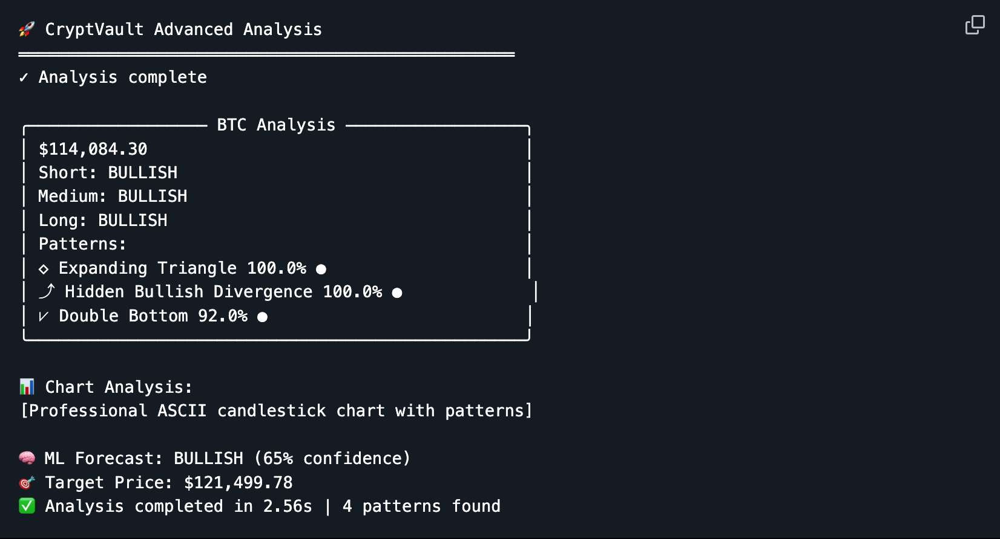 🚀 CryptVault Advanced Analysis
✓ Analysis complete
BTC Analysis
$114,084.30
Short: BULLISH
Medium: BULLISH
Long: BULLISH
Patterns:
◇ Expanding Triangle 100.0% ●
⤴ Hidden Bullish Divergence 100.0% ●
⩗ Double Bottom 92.0% ●
📊 Chart Analysis:
[Professional ASCII candlestick chart with patterns]
🧠 ML Forecast: BULLISH (65% confidence)
🎯 Target Price: $121,499.78
✅ Analysis completed in 2.56s | 4 patterns found